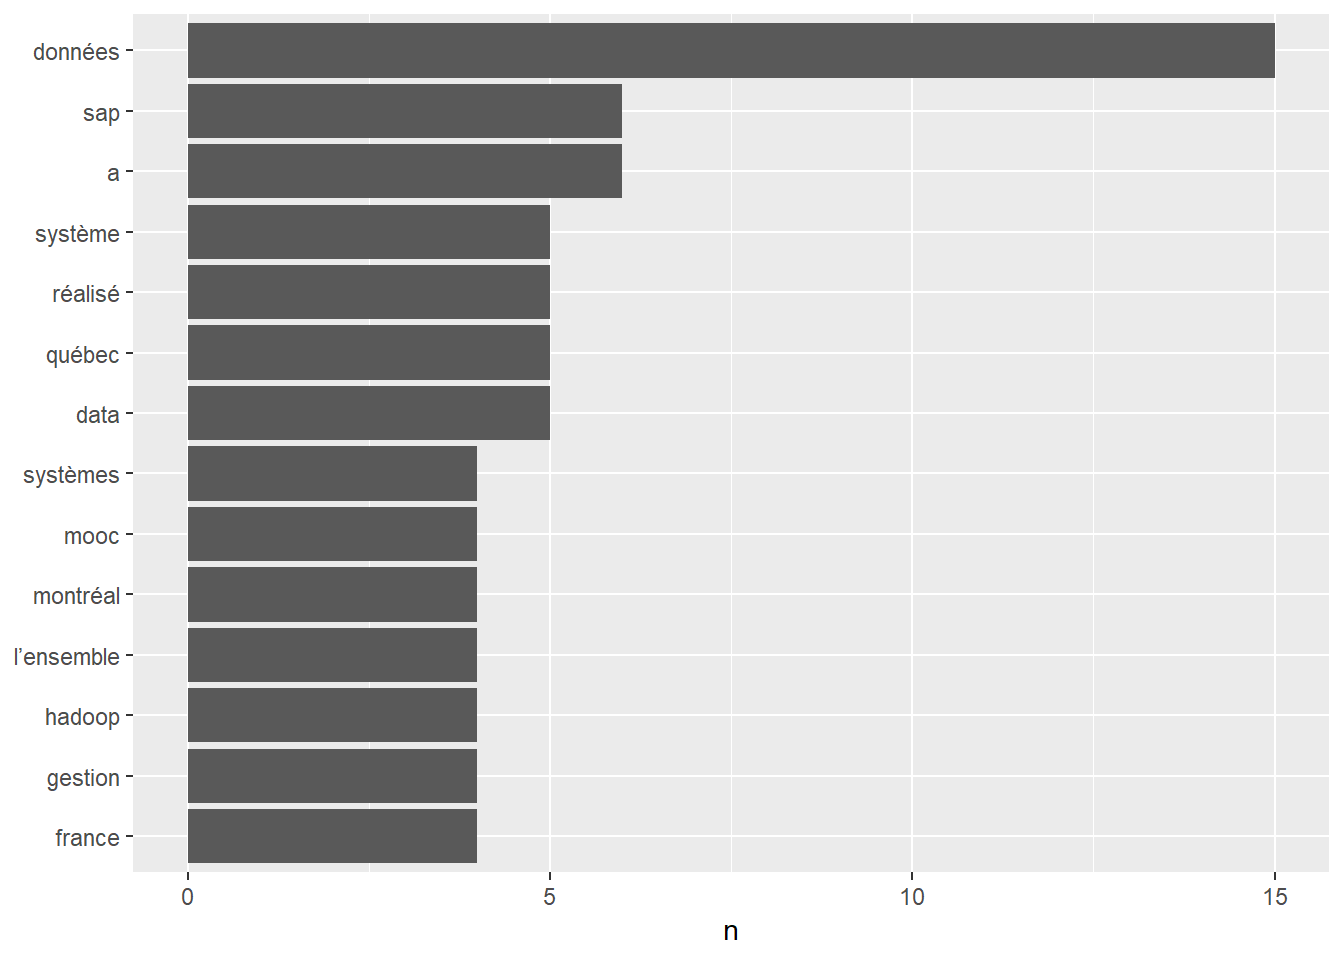 données
sap
a
système
réalisé
québec
data
systèmes
mooc
montréal
l’ensemble
hadoop
gestion
france
0 5 10 15
n